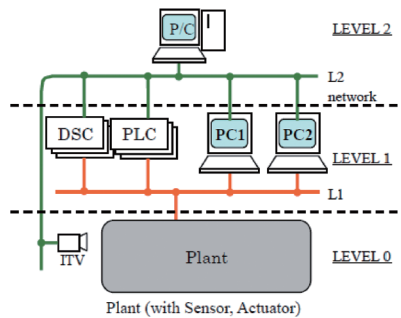 P/C
LEVEL 2
L2
network
DSC
PLC
PC1
PC2
LEVEL 1
L1
Plant
LEVEL 0
ITV
Plant (with Sensor, Actuator)